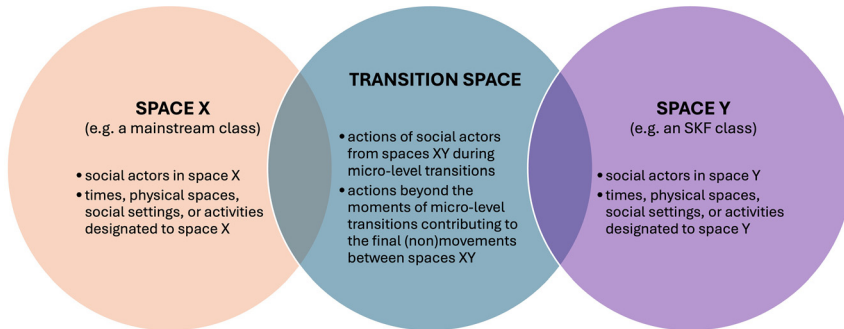 SPACE X
(e.g. a mainstream class)
• social actors in space X
• times, physical spaces,
social settings, or activities
designated to space X
TRANSITION SPACE
• actions of social actors
from spaces XY during
micro-level transitions
• actions beyond the
moments of micro-level
transitions contributing to
the final (non)movements
between spaces XY
SPACE Y
(e.g. an SKF class)
• social actors in space Y
• times, physical spaces,
social settings, or activities
designated to space Y